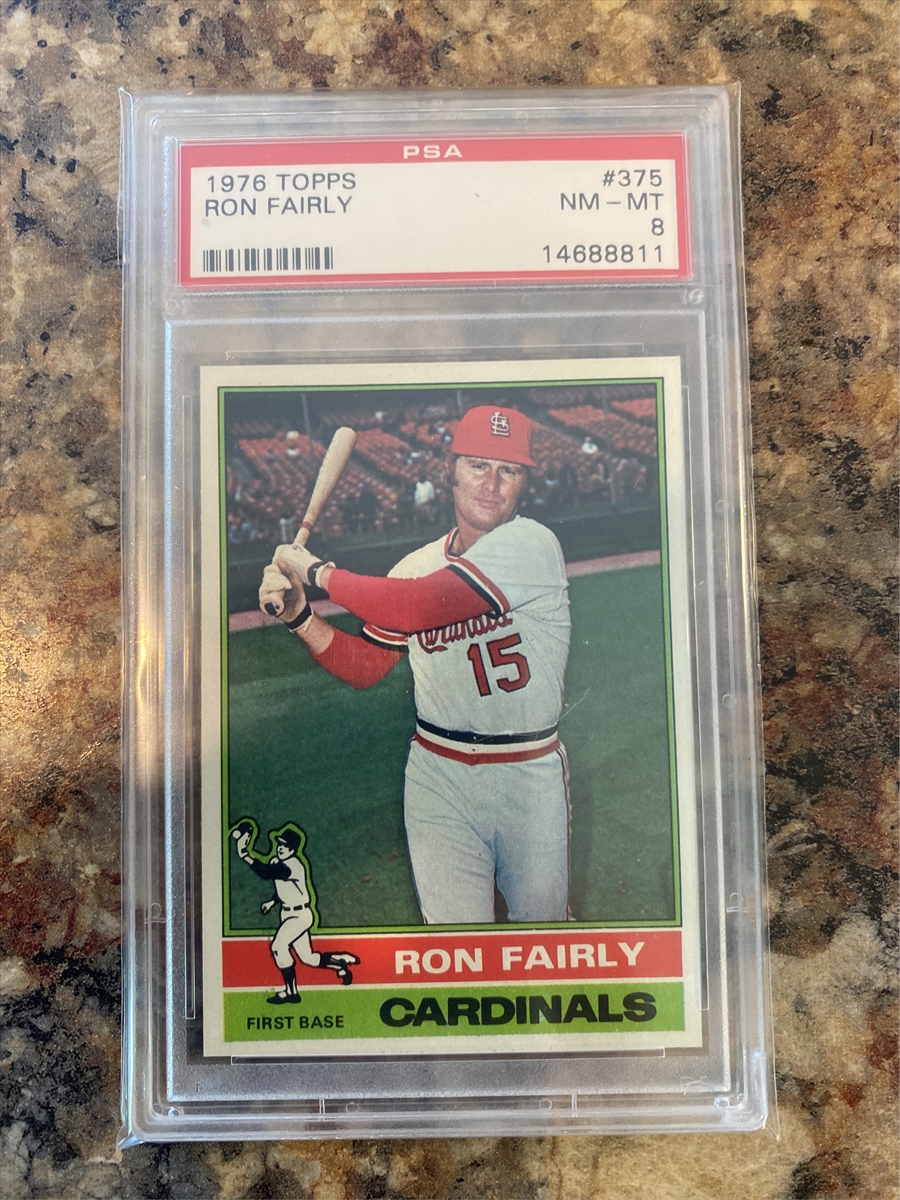 PSA
1976 TOPPS #375
RON FAIRLY NM - MT
8
14688811
Cardinals
15
RON FAIRLY
FIRST BASE CARDINALS